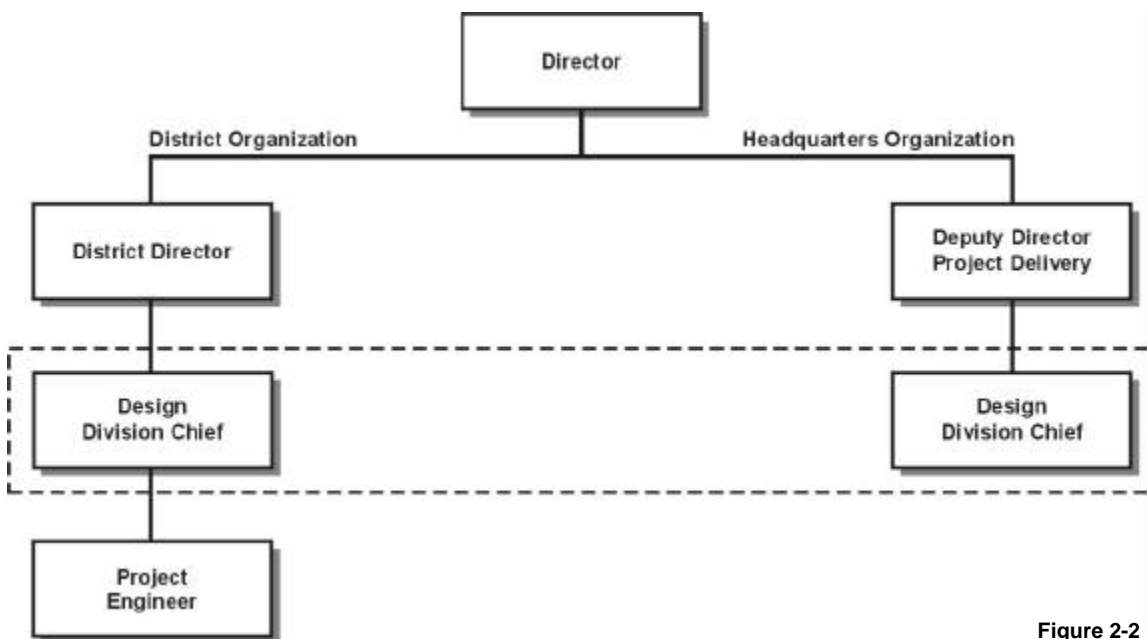 Director
District Organization
Headquarters Organization
District Director
Deputy Director
Project Delivery
Design
Division Chief
Design
Division Chief
Project
Engineer
Figure 2-2